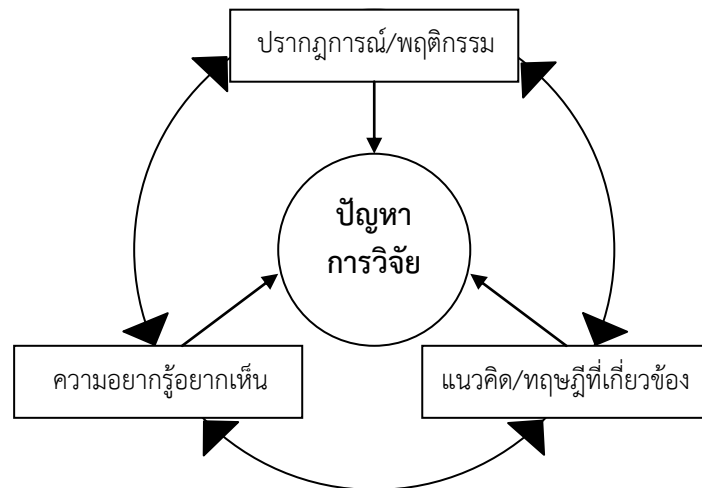 ปรากฎการณ์/พฤติกรรม
ปัญหา
การวิจัย
ความอยากรู้อยากเห็น
แนวคิด/ทฤษฎีที่เกี่ยวข้อง